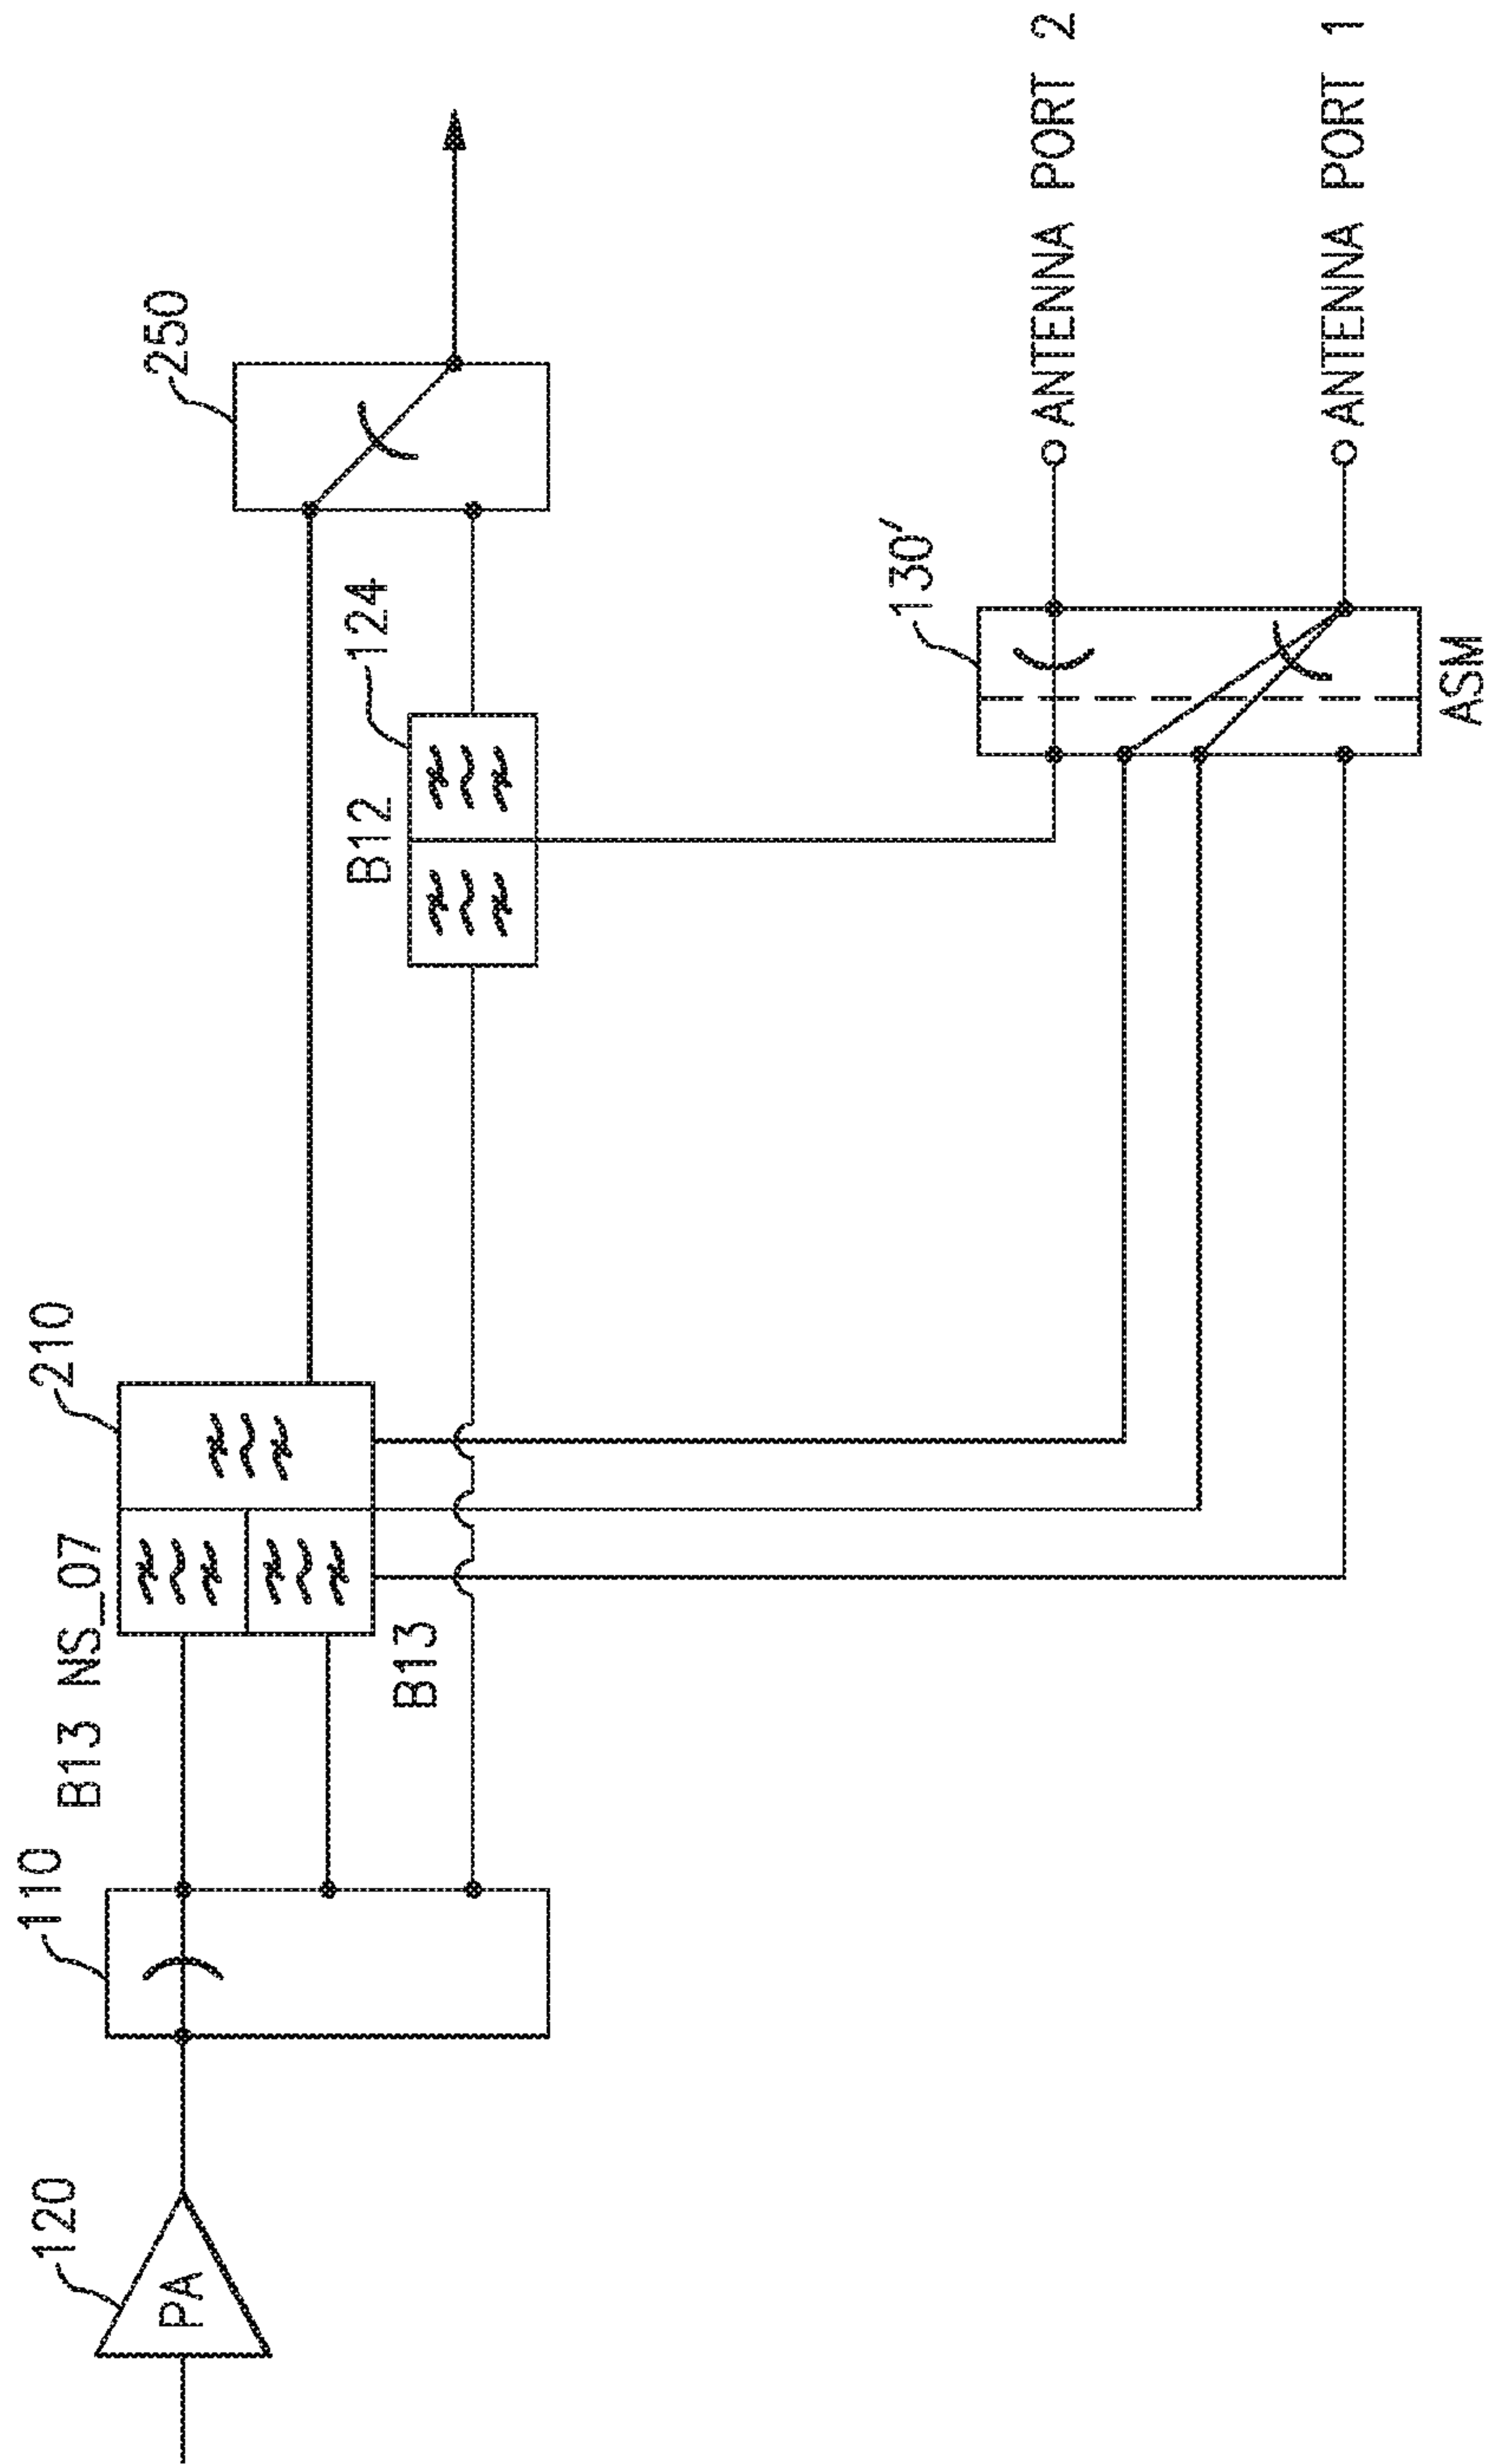 120
PA
110
B13 NS_07
B13
210
B12
124
250
130'
ASM
ANTENNA PORT 2
ANTENNA PORT 1